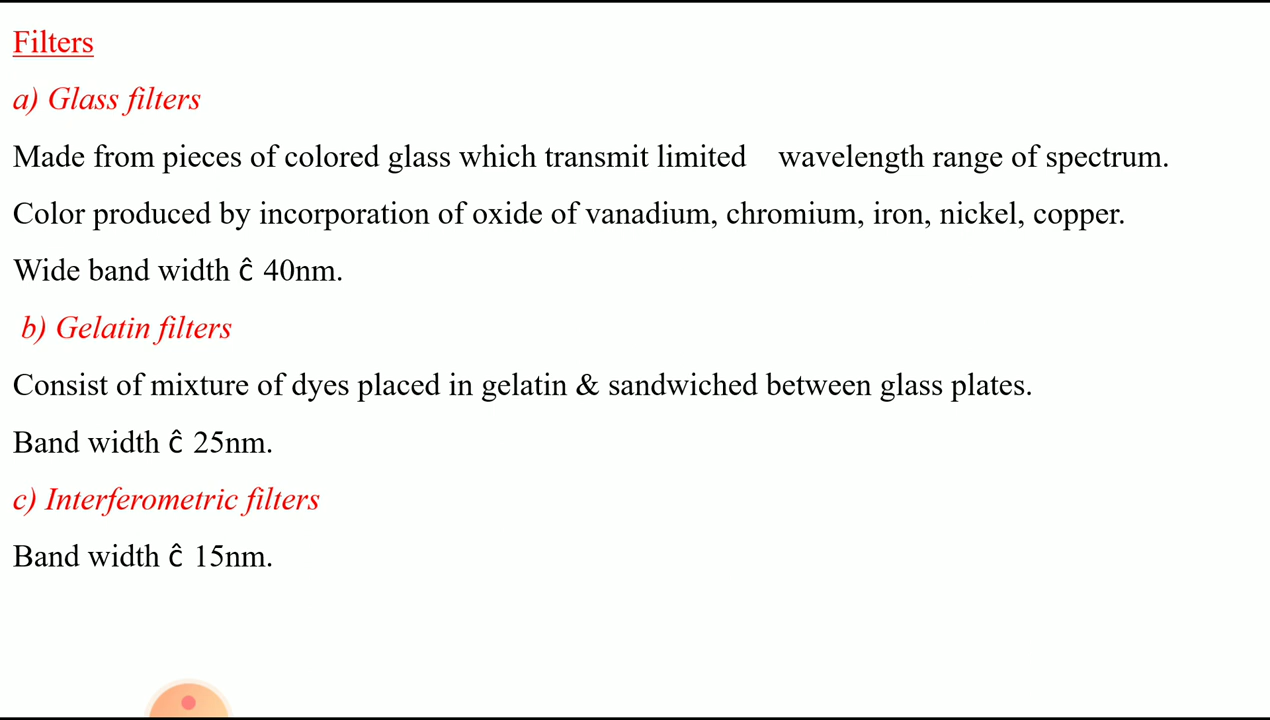 Filters
a) Glass filters
Made from pieces of colored glass which transmit limited wavelength range of spectrum.
Color produced by incorporation of oxide of vanadium, chromium, iron, nickel, copper.
Wide band width ĉ 40nm.
b) Gelatin filters
Consist of mixture of dyes placed in gelatin & sandwiched between glass plates.
Band width ĉ 25nm.
c) Interferometric filters
Band width ĉ 15nm.